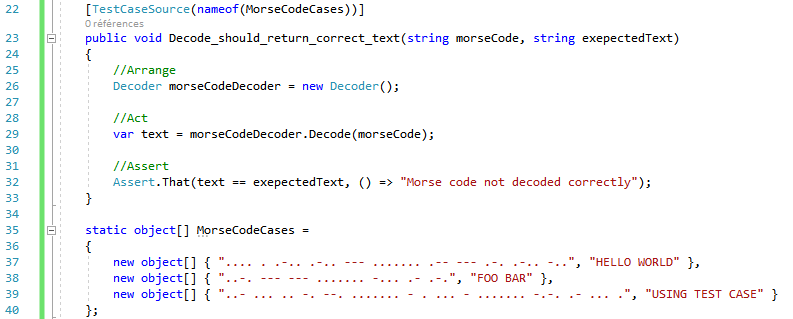 22 [TestCaseSource(nameof(MorseCodeCases))]
0 références
23 public void Decode_should_return_correct_text(string morseCode, string exepectedText)
24 {
25 //Arrange
26 Decoder morseCodeDecoder = new Decoder();
27
28 //Act
29 var text = morseCodeDecoder.Decode(morseCode);
30
31 //Assert
32 Assert.That(text == exepectedText, () => "Morse code not decoded correctly");
33 }
34
35 static object[] MorseCodeCases =
36 {
37 new object[] { ".... . .-.. .-.. --- ....... .-- --- .-. .-.. -..", "HELLO WORLD" },
38 new object[] { "..-. --- --- ....... -... .- .-.", "FOO BAR" },
39 new object[] { "..- ... .. -. --. ....... - . ... - ....... -.-. .- ... .", "USING TEST CASE" }
40 };